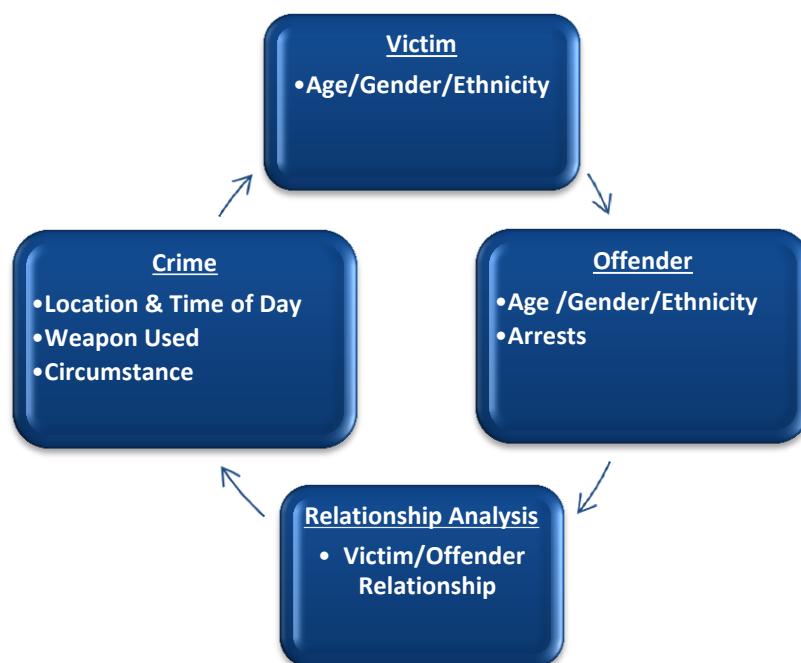 Victim
•Age/Gender/Ethnicity
Offender
•Age /Gender/Ethnicity
•Arrests
Relationship Analysis
• Victim/Offender
Relationship
Crime
•Location & Time of Day
•Weapon Used
•Circumstance